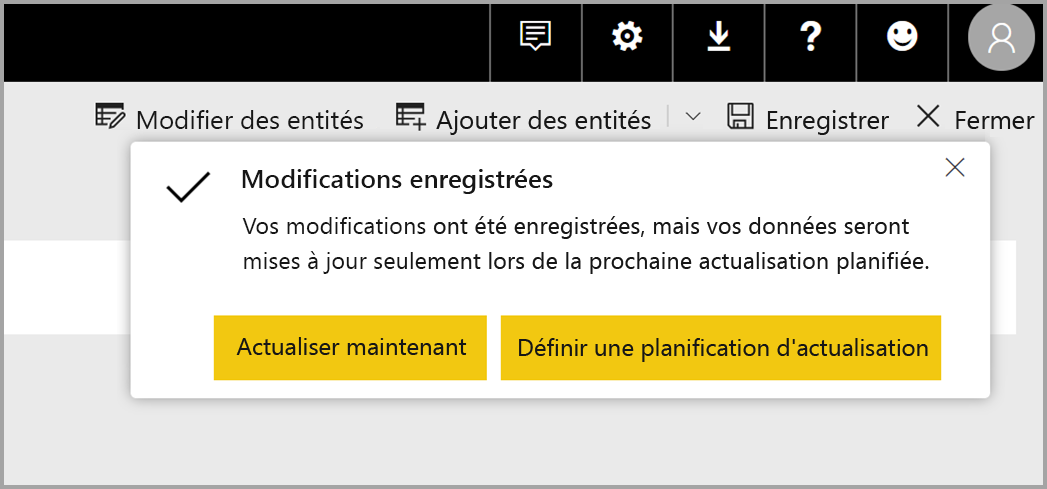 Modifier des entités Ajouter des entités Enregistrer Fermer
Modifications enregistrées
Vos modifications ont été enregistrées, mais vos données seront
mises à jour seulement lors de la prochaine actualisation planifiée.
Actualiser maintenant Définir une planification d'actualisation